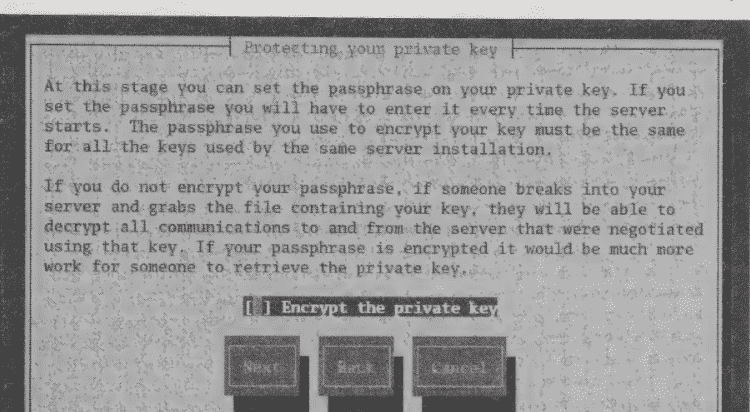 Protecting your private key
At this stage you can set the passphrase on your private key. If you
set the passphrase you will have to enter it every time the server
starts.  The passphrase you use to encrypt your key must be the same
for all the keys used by the same server installation.
If you do not encrypt your passphrase, if someone breaks into your
server and grabs the file containing your key, they will be able to
decrypt all communications to and from the server that were negotiated
using that key. If your passphrase is encrypted it would be much more
work for someone to retrieve the private key.
[ ] Encrypt the private key
Next Back Cancel